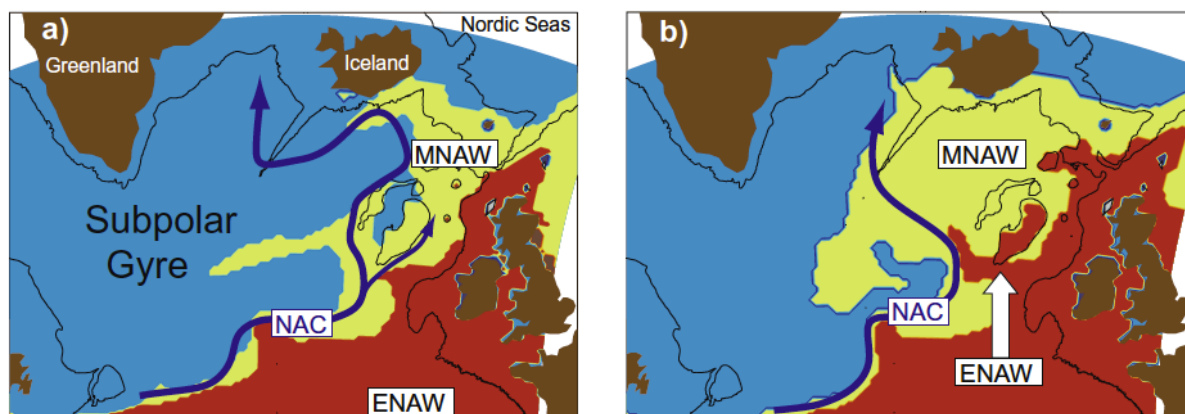 a)
Nordic Seas
Greenland
Iceland
MNAW
Subpolar
Gyre
NAC
ENAW
b)
MNAW
NAC
ENAW